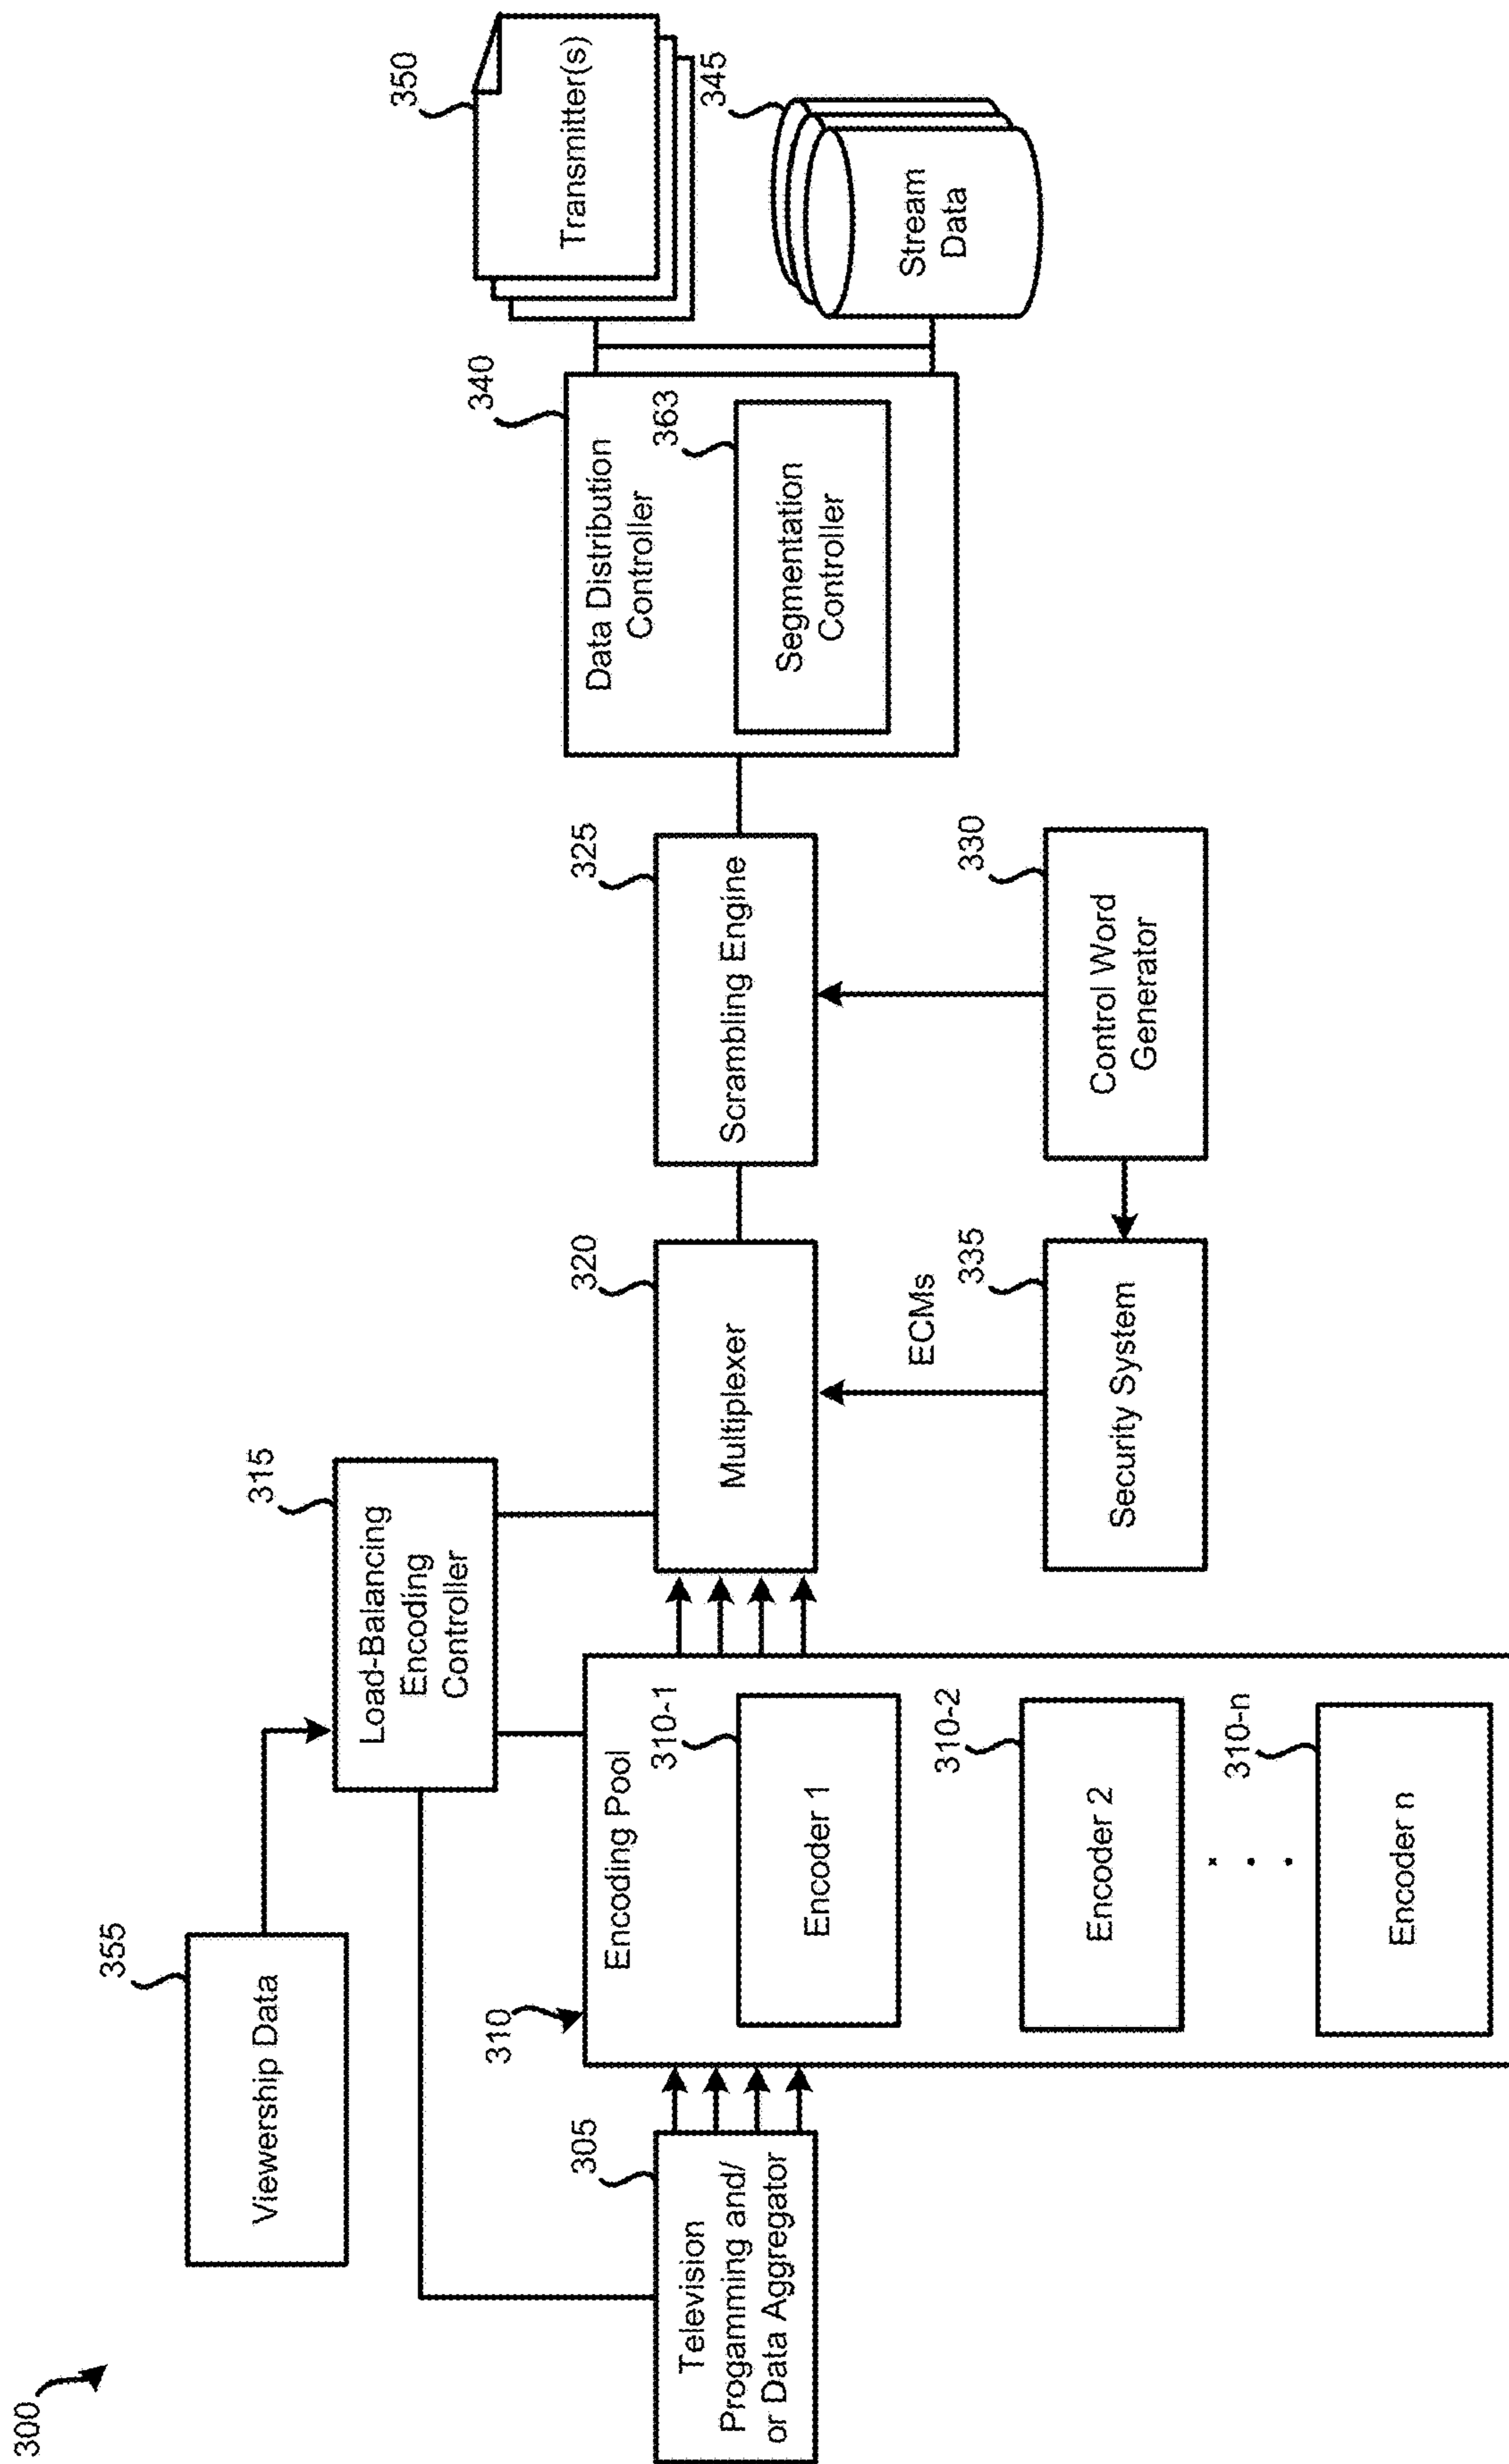 300
355
Viewership Data
315
Load-Balancing
Encoding
Controller
305
Television
Progamming and/
or Data Aggregator
310
Encoding Pool
310-1
Encoder 1
310-2
Encoder 2
310-n
Encoder n
320
Multiplexer
ECMs
335
Security System
325
Scrambling Engine
330
Control Word
Generator
340
Data Distribution
Controller
363
Segmentation
Controller
350
Transmitter(s)
345
Stream
Data